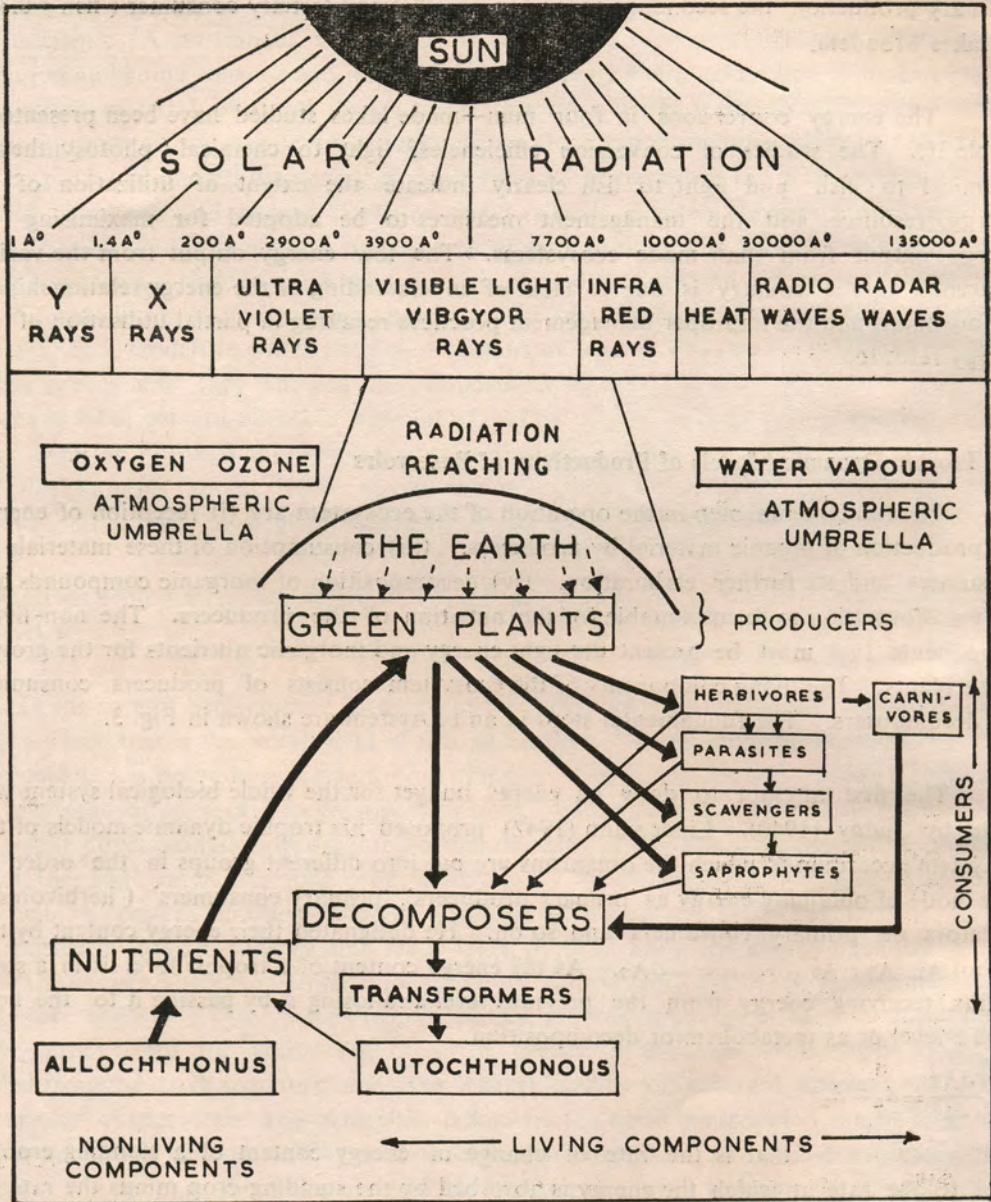 SUN
SOLAR RADIATION
1 A° 1.4 A° 200 A° 2900 A° 3900 A° 7700 A° 10000 A° 30000 A° 135000 A°
Y RAYS
X RAYS
ULTRA VIOLET RAYS
VISIBLE LIGHT VIBGYOR RAYS
INFRA RED RAYS
HEAT
RADIO WAVES
RADAR WAVES
RADIATION
REACHING
OXYGEN OZONE
ATMOSPHERIC
UMBRELLA
WATER VAPOUR
ATMOSPHERIC
UMBRELLA
THE EARTH
GREEN PLANTS
PRODUCERS
HERBIVORES
CARNI-
VORES
PARASITES
SCAVENGERS
SAPROPHYTES
CONSUMERS
DECOMPOSERS
NUTRIENTS
TRANSFORMERS
ALLOCHTHONUS
AUTOCHTHONOUS
NONLIVING
COMPONENTS
LIVING COMPONENTS